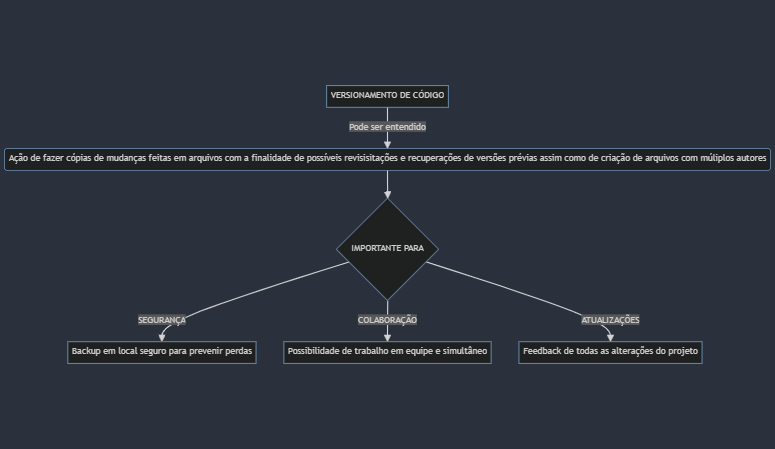 VERSIONAMENTO DE CÓDIGO
Pode ser entendido
Ação de fazer cópias de mudanças feitas em arquivos com a finalidade de possíveis revisisitações e recuperações de versões prévias assim como de criação de arquivos com múliplos autores
IMPORTANTE PARA
SEGURANÇA
COLABORAÇÃO
ATUALIZAÇÕES
Backup em local seguro para prevenir perdas
Possibilidade de trabalho em equipe e simultâneo
Feedback de todas as alterações do projeto